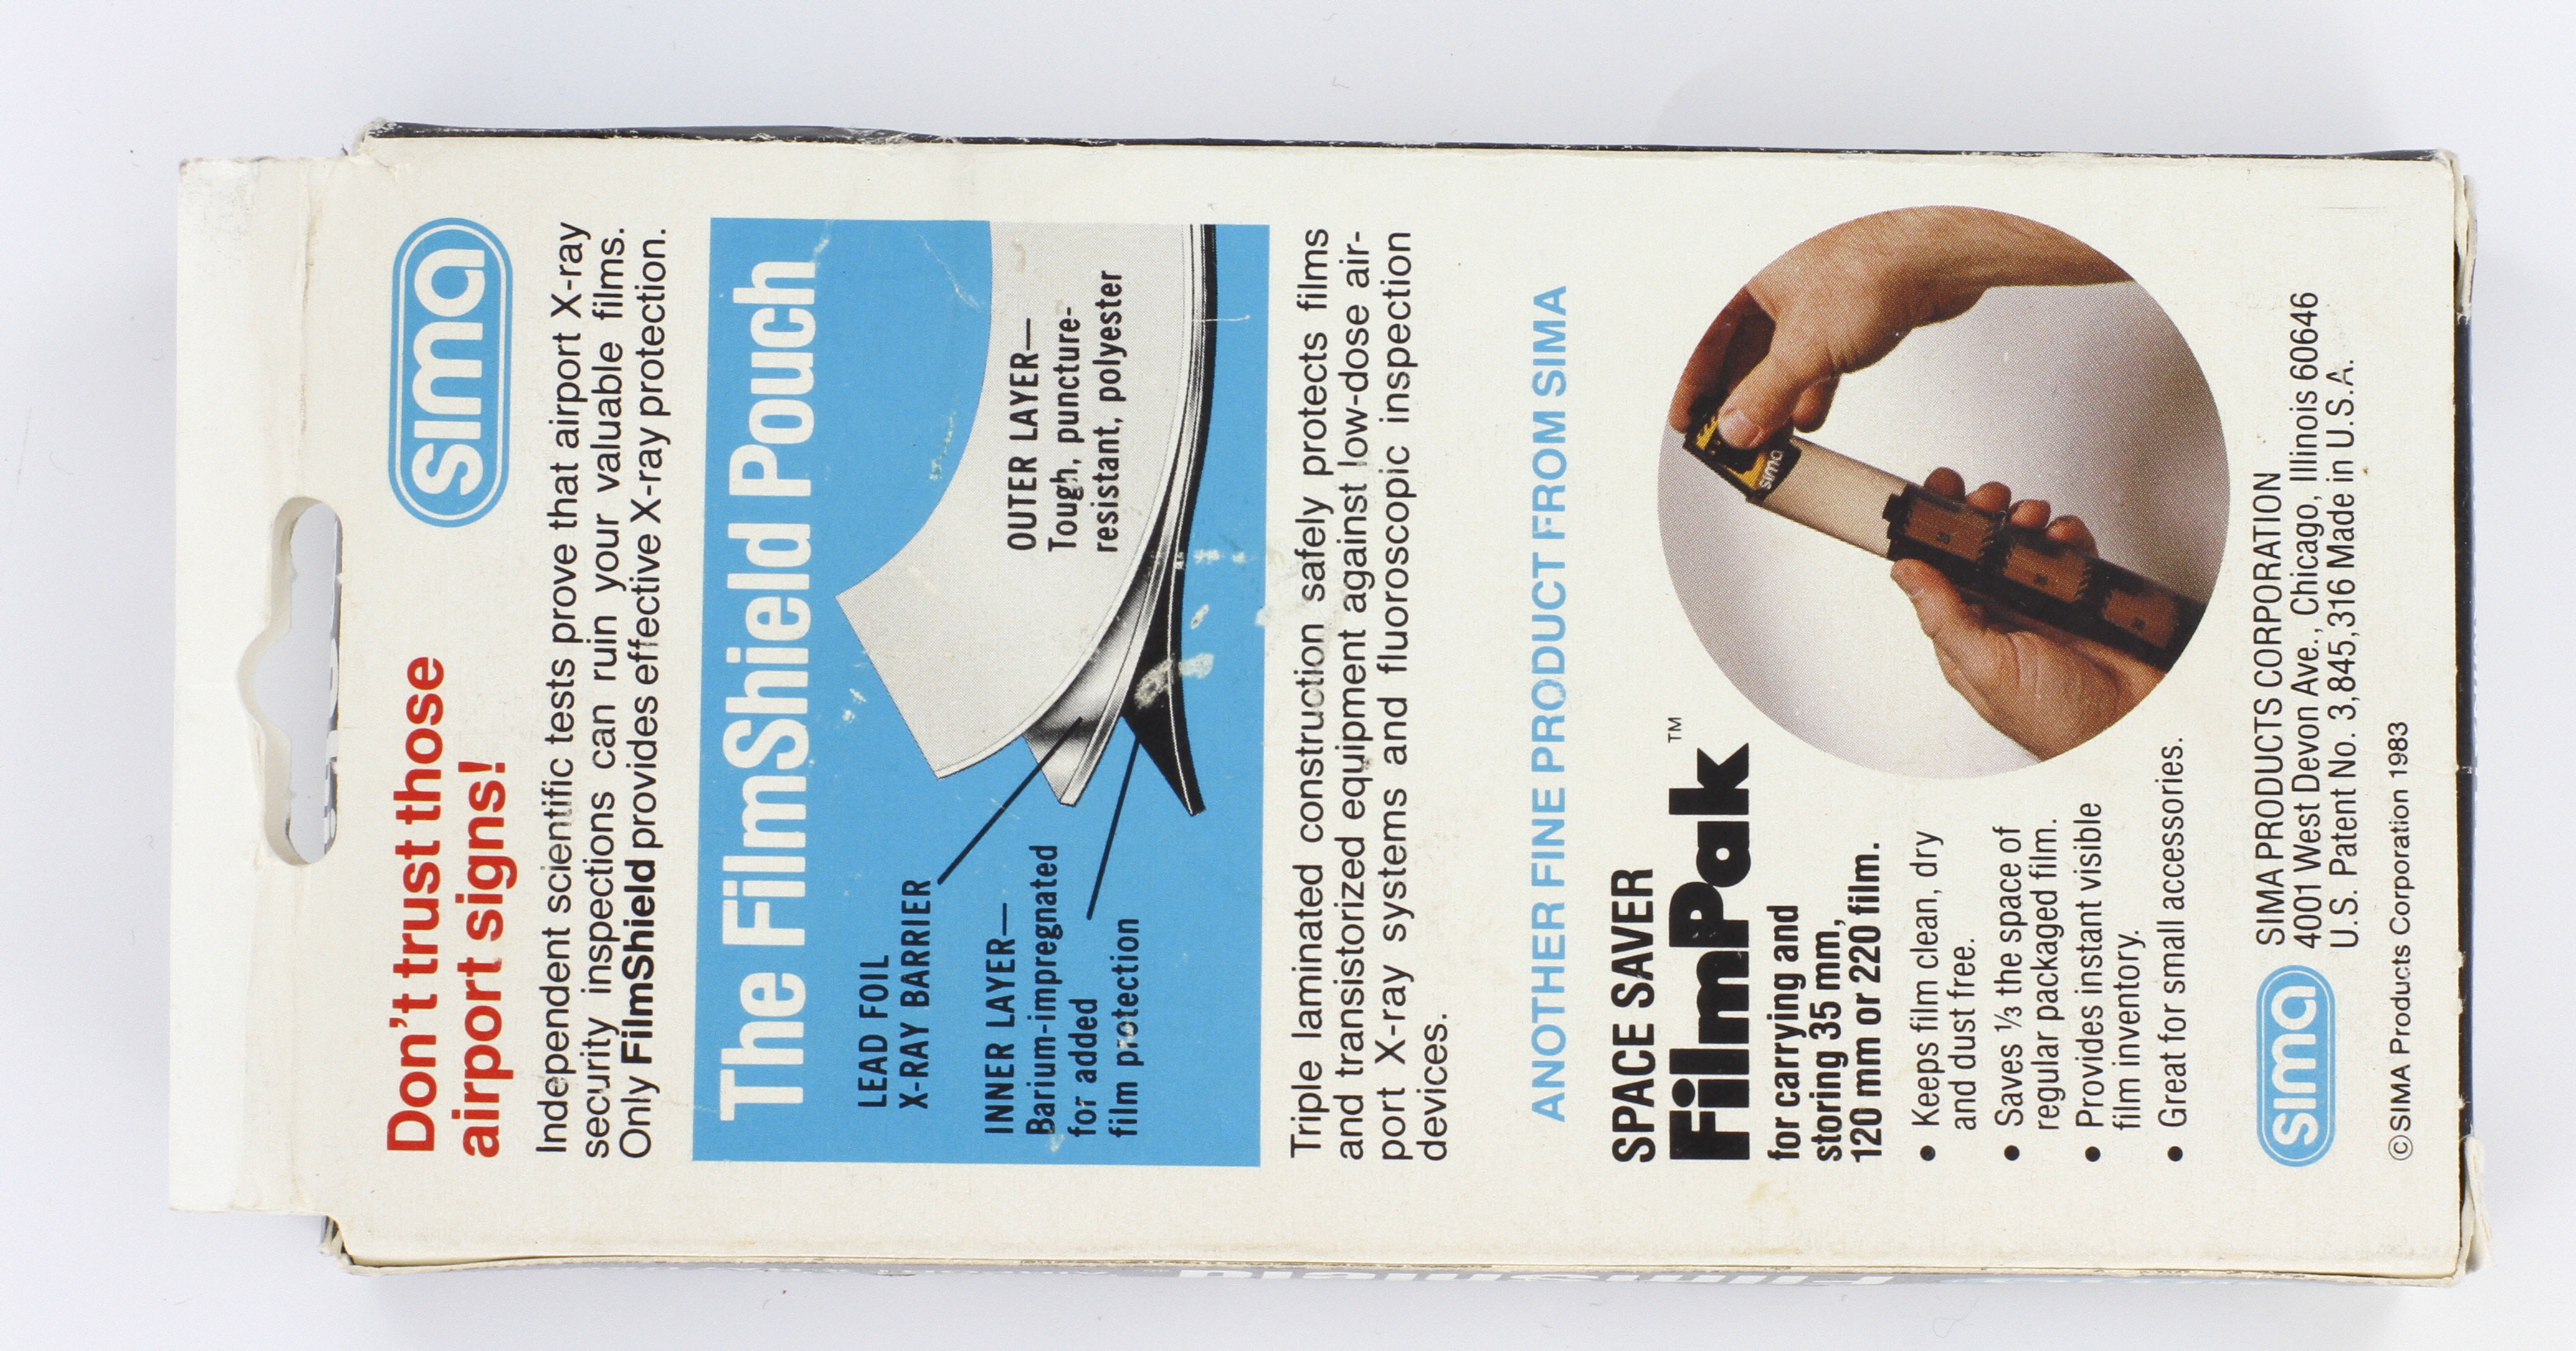 Don't trust those
airport signs!
sima
Independent scientific tests prove that airport X-ray
security inspections can ruin your valuable films.
Only FilmShield provides effective X-ray protection.
The FilmShield Pouch
LEAD FOIL
X-RAY BARRIER
INNER LAYER—
Barium-impregnated
for added
film protection
OUTER LAYER—
Tough, puncture-
resistant, polyester
Triple laminated construction safely protects films
and transistorized equipment against low-dose air-
port X-ray systems and fluoroscopic inspection
devices.
ANOTHER FINE PRODUCT FROM SIMA
SPACE SAVER
FilmPak™
for carrying and
storing 35 mm,
120 mm or 220 film.
• Keeps film clean, dry
and dust free.
• Saves ⅓ the space of
regular packaged film.
• Provides instant visible
film inventory.
• Great for small accessories.
sima
sima
SIMA PRODUCTS CORPORATION
4001 West Devon Ave., Chicago, Illinois 60646
U.S. Patent No. 3,845,316 Made in U.S.A.
©SIMA Products Corporation 1983